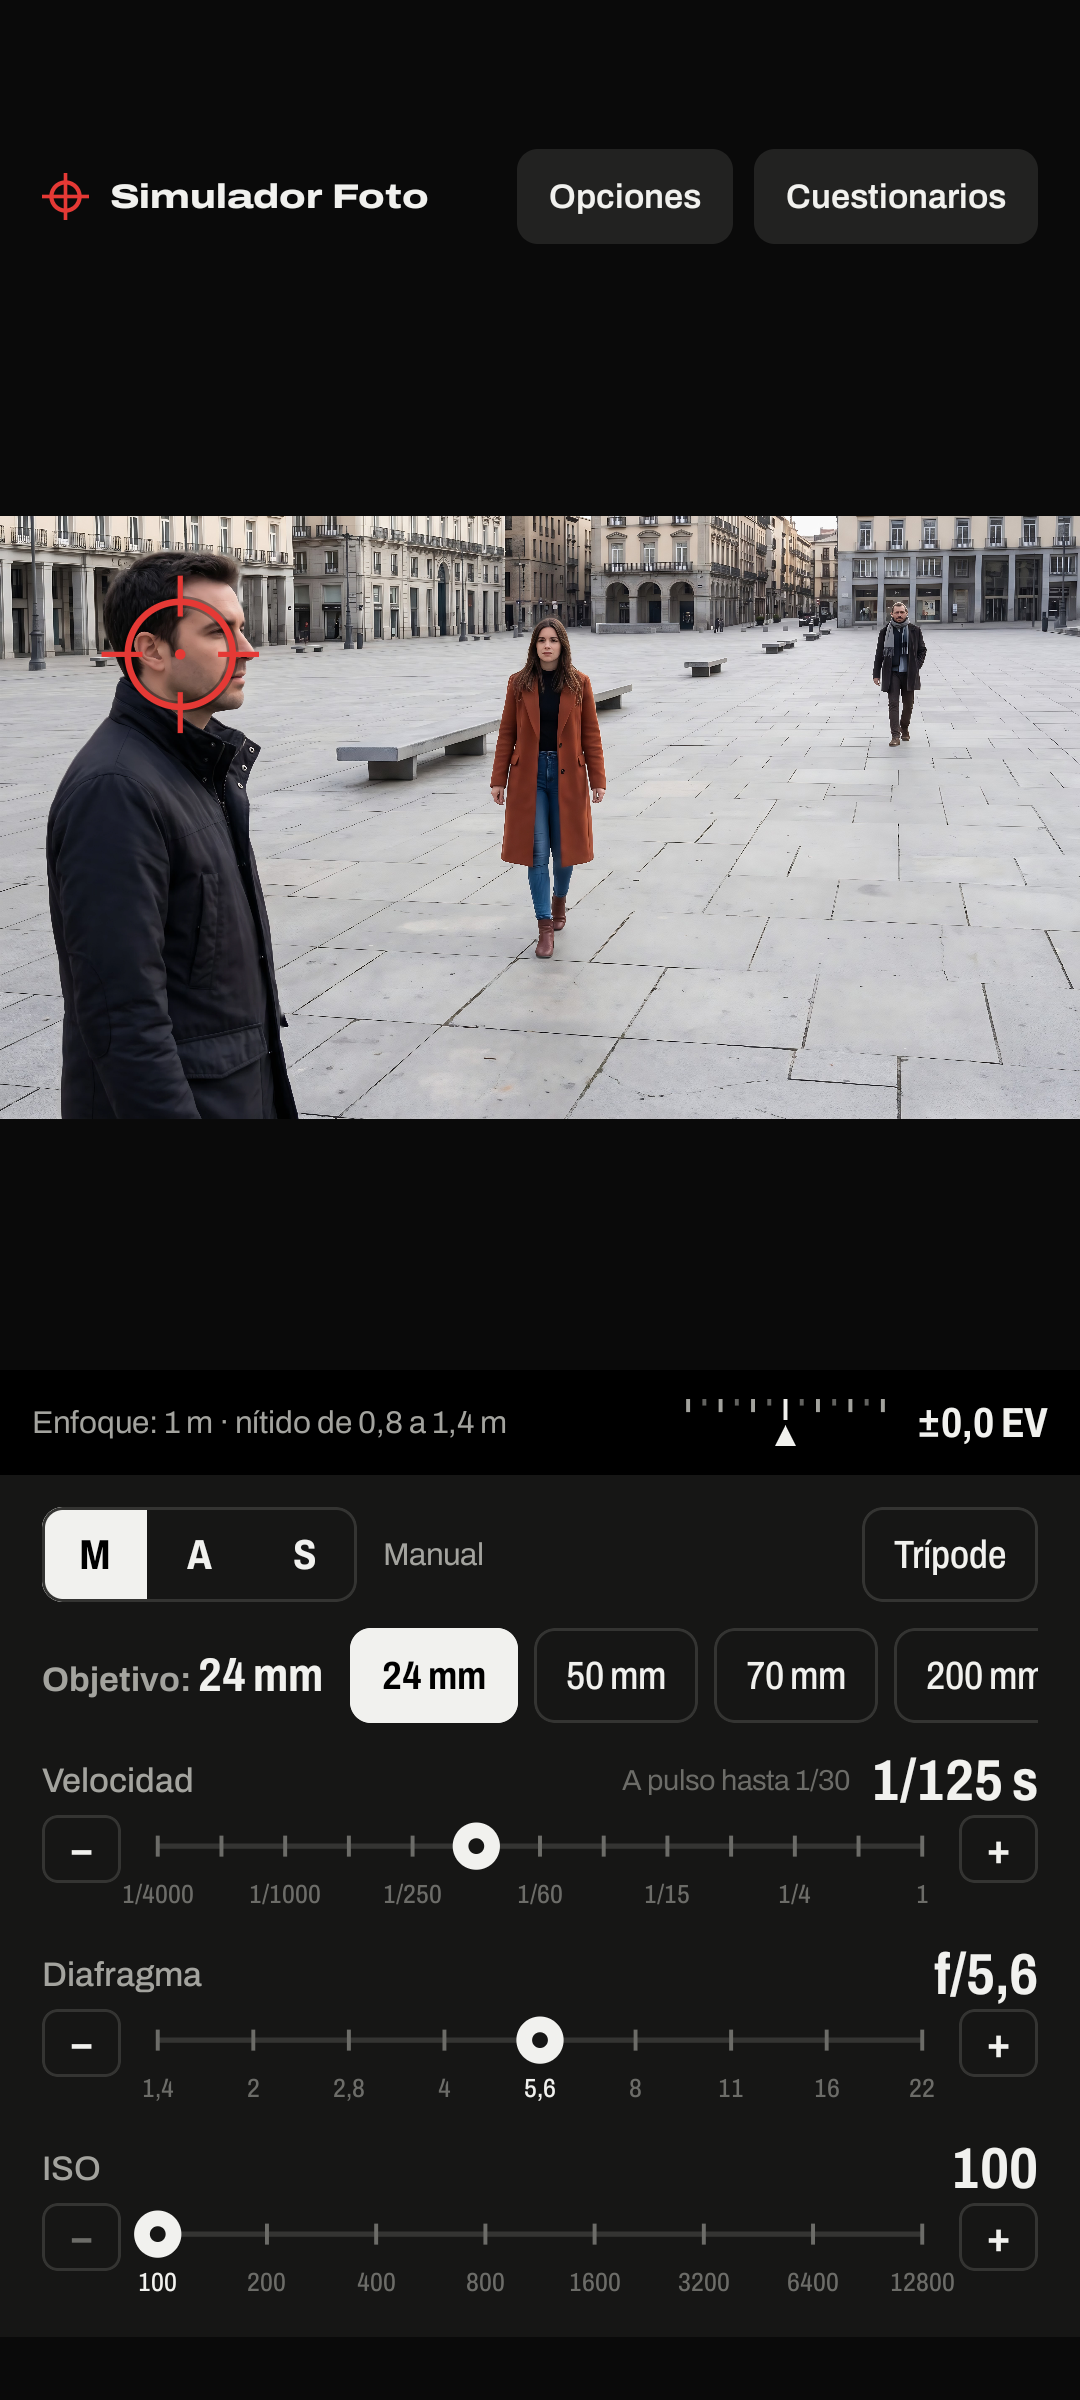 Simulador Foto
Opciones
Cuestionarios
Enfoque: 1 m · nítido de 0,8 a 1,4 m
±0,0 EV
M A S Manual
Trípode
Objetivo: 24 mm
24 mm 50 mm 70 mm 200 mm
Velocidad
A pulso hasta 1/30 1/125 s
− +
1/4000 1/1000 1/250 1/60 1/15 1/4 1
Diafragma
f/5,6
− +
1,4 2 2,8 4 5,6 8 11 16 22
ISO
100
− +
100 200 400 800 1600 3200 6400 12800